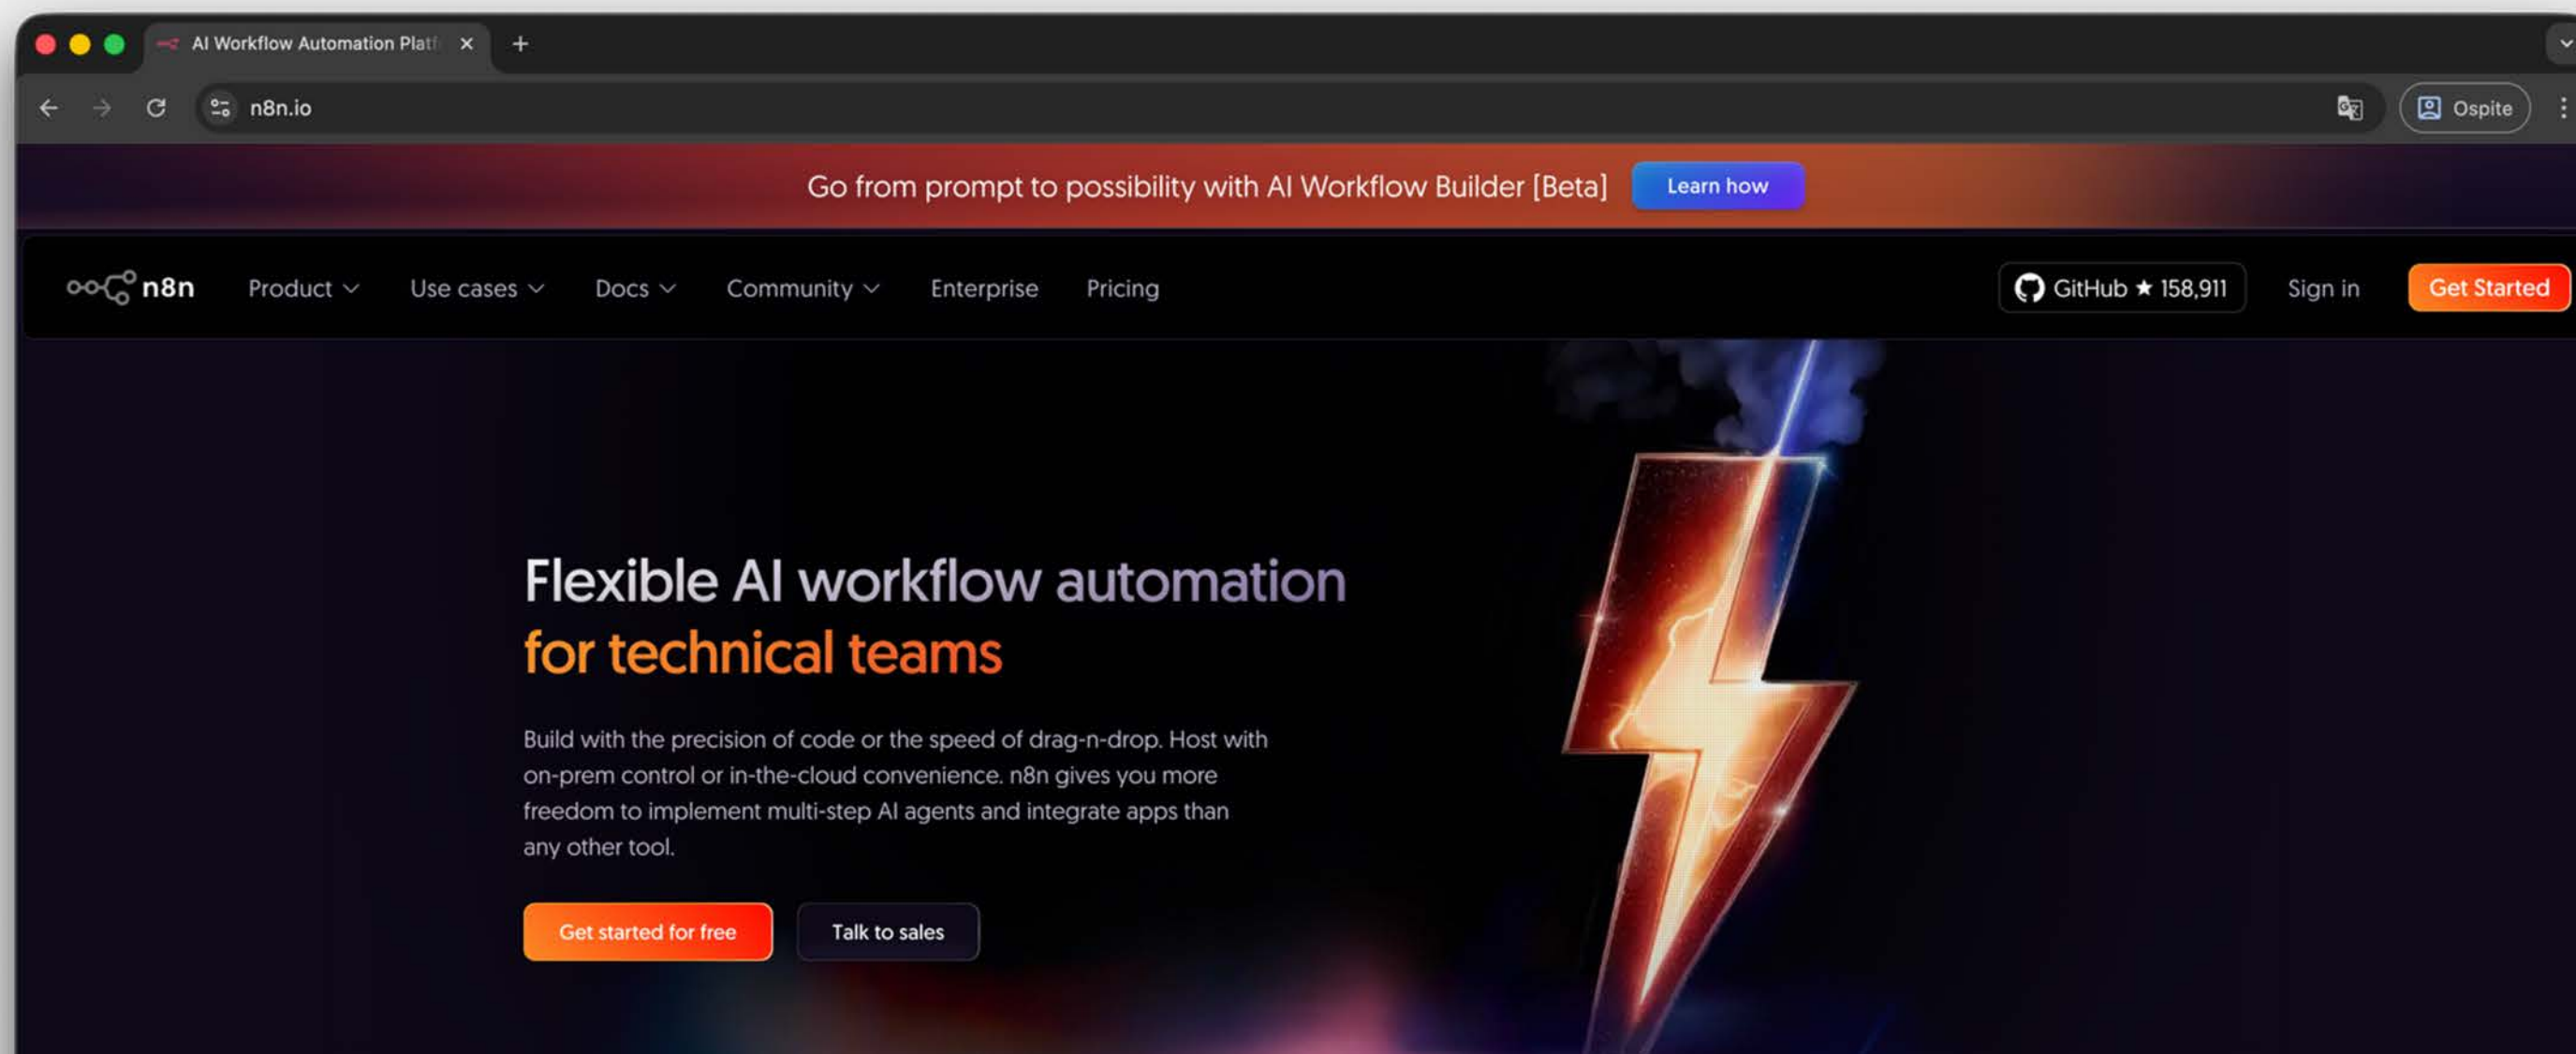 AI Workflow Automation Platf
n8n.io
Ospite
Go from prompt to possibility with AI Workflow Builder [Beta]
Learn how
n8n
Product
Use cases
Docs
Community
Enterprise
Pricing
GitHub ★ 158,911
Sign in
Get Started
Flexible AI workflow automation
for technical teams
Build with the precision of code or the speed of drag-n-drop. Host with
on-prem control or in-the-cloud convenience. n8n gives you more
freedom to implement multi-step AI agents and integrate apps than
any other tool.
Get started for free
Talk to sales